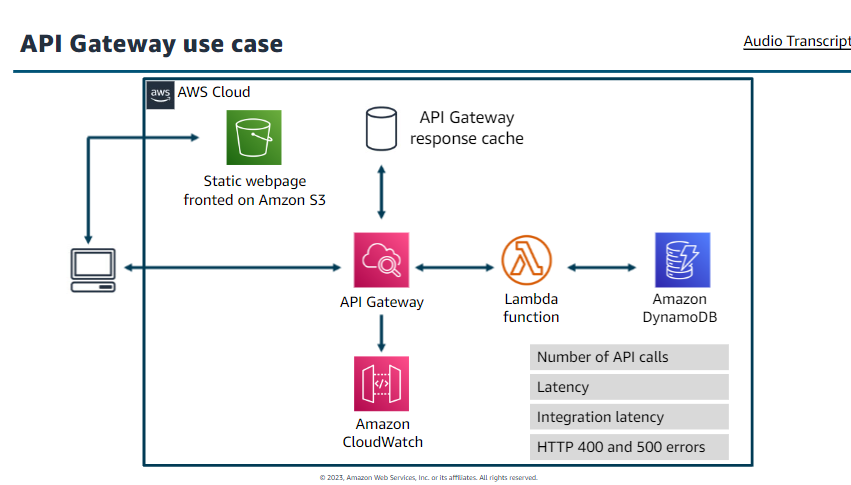 API Gateway use case
Audio Transcript
aws
AWS Cloud
Static webpage
fronted on Amzon S3
API Gateway
response cache
API Gateway
Lambda
function
Amazon
DynamoDB
Amazon
CloudWatch
Number of API calls
Latency
Integration latency
HTTP 400 and 500 errors
© 2023, Amazon Web Services, Inc. or its affiliates. All rights reserved.